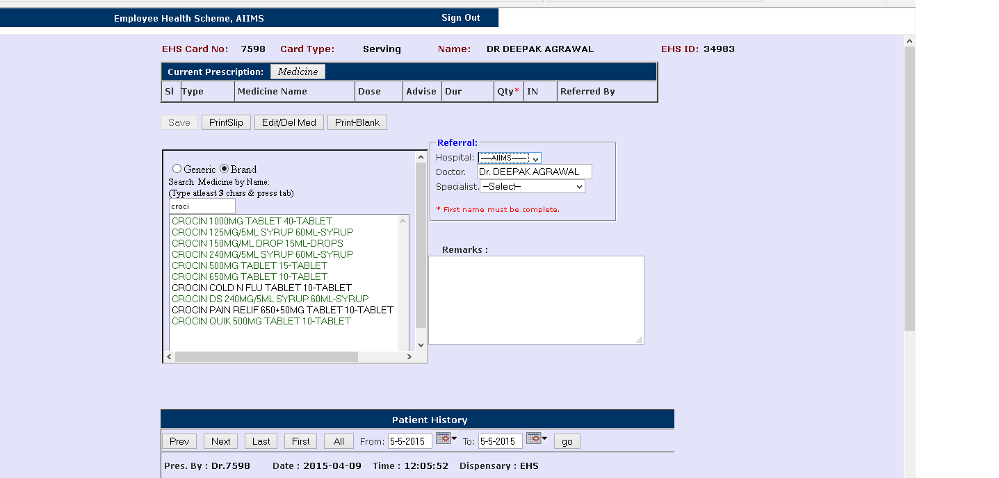 Employee Health Scheme, AIIMS Sign Out
EHS Card No: 7598 Card Type: Serving Name: DR DEEPAK AGRAWAL EHS ID: 34983
Current Prescription: Medicine
Sl Type Medicine Name Dose Advise Dur Qty* IN Referred By
Save PrintSlip Edit/Del Med Print-Blank
Generic Brand
Search Medicine by Name:
(Type atleast 3 chars & press tab)
croci
CROCIN 1000MG TABLET 40-TABLET
CROCIN 125MG/5ML SYRUP 60ML-SYRUP
CROCIN 150MG/ML DROP 15ML-DROPS
CROCIN 240MG/5ML SYRUP 60ML-SYRUP
CROCIN 500MG TABLET 15-TABLET
CROCIN 650MG TABLET 10-TABLET
CROCIN COLD N FLU TABLET 10-TABLET
CROCIN DS 240MG/5ML SYRUP 60ML-SYRUP
CROCIN PAIN RELIF 650+50MG TABLET 10-TABLET
CROCIN QUIK 500MG TABLET 10-TABLET
Referral:
Hospital: ----AIIMS------
Doctor. Dr. DEEPAK AGRAWAL
Specialist. --Select--
* First name must be complete.
Remarks :
Patient History
Prev Next Last First All From: 5-5-2015 To: 5-5-2015 go
Pres. By : Dr.7598 Date : 2015-04-09 Time : 12:05:52 Dispensary : EHS